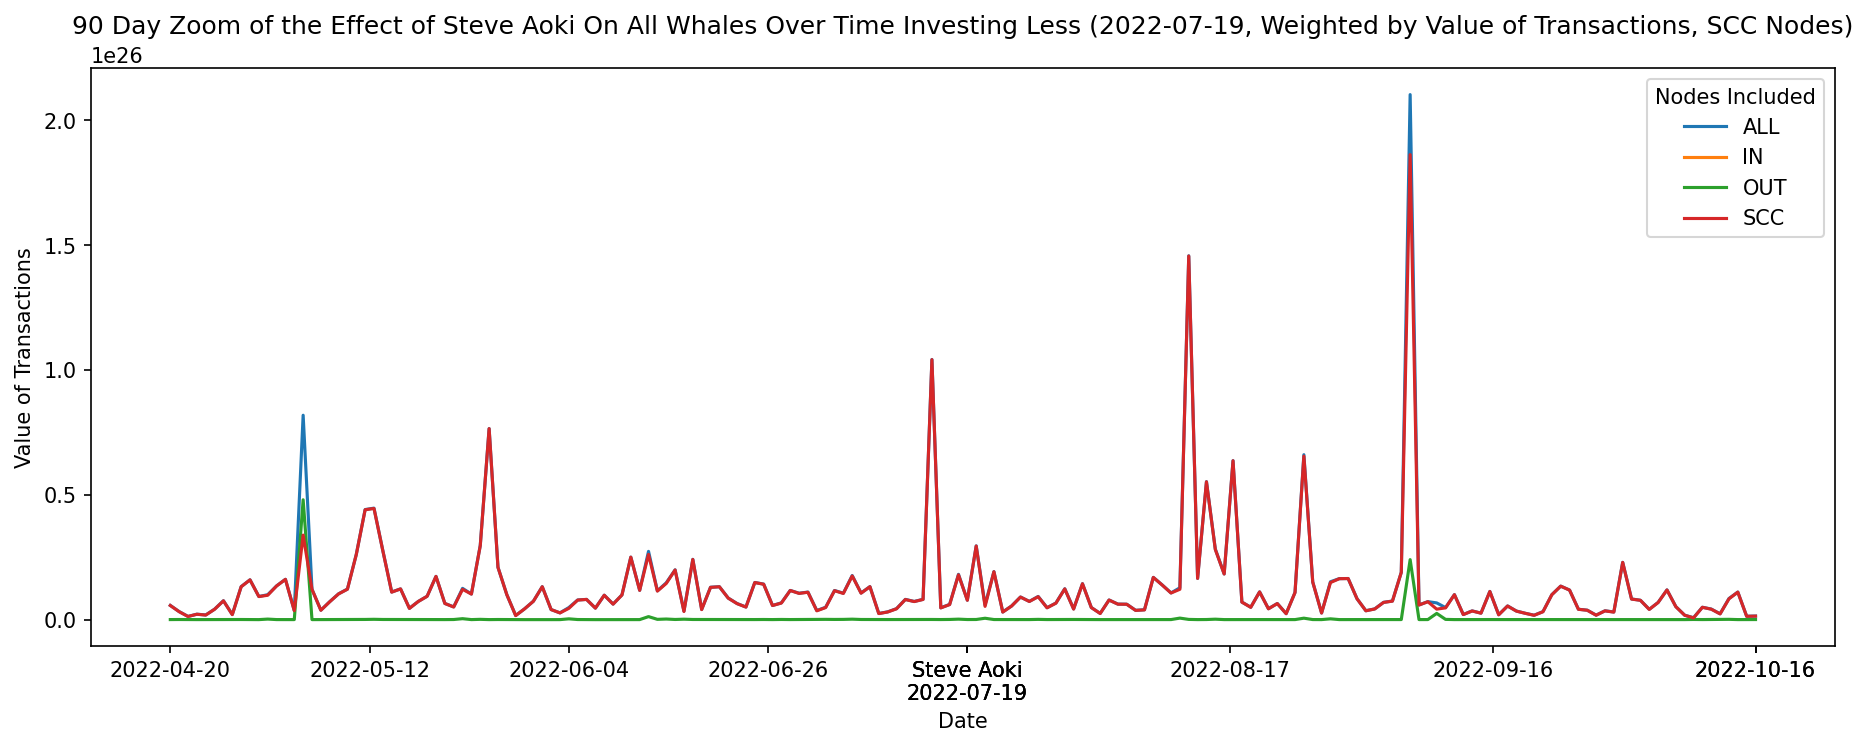 90 Day Zoom of the Effect of Steve Aoki On All Whales Over Time Investing Less (2022-07-19, Weighted by Value of Transactions, SCC Nodes)
1e26
Nodes Included
ALL
IN
OUT
SCC
2.0
1.5
1.0
0.5
0.0
Value of Transactions
2022-04-20
2022-05-12
2022-06-04
2022-06-26
Steve Aoki
2022-07-19
2022-08-17
2022-09-16
2022-10-16
Date